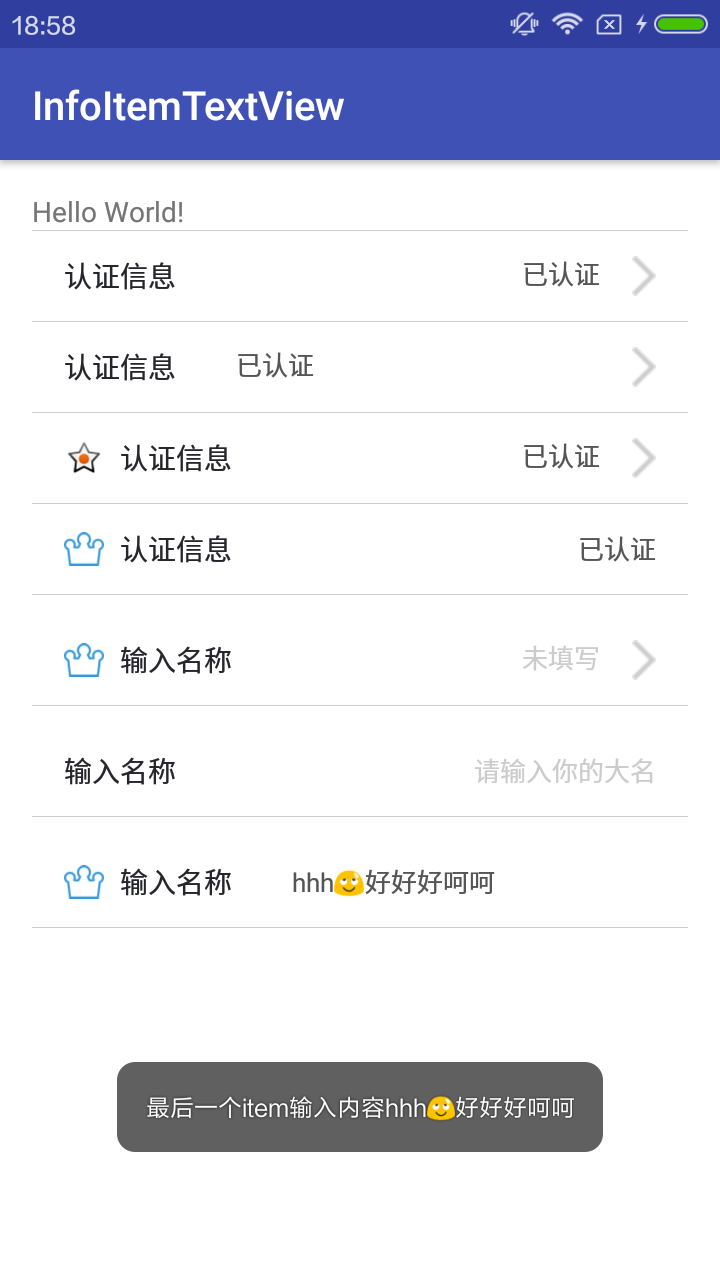 18:58
InfoItemTextView
Hello World!
认证信息 已认证
认证信息 已认证
认证信息 已认证
认证信息 已认证
输入名称 未填写
输入名称 请输入你的大名
输入名称 hhh🙄好好好呵呵
最后一个item输入内容hhh🙄好好好呵呵